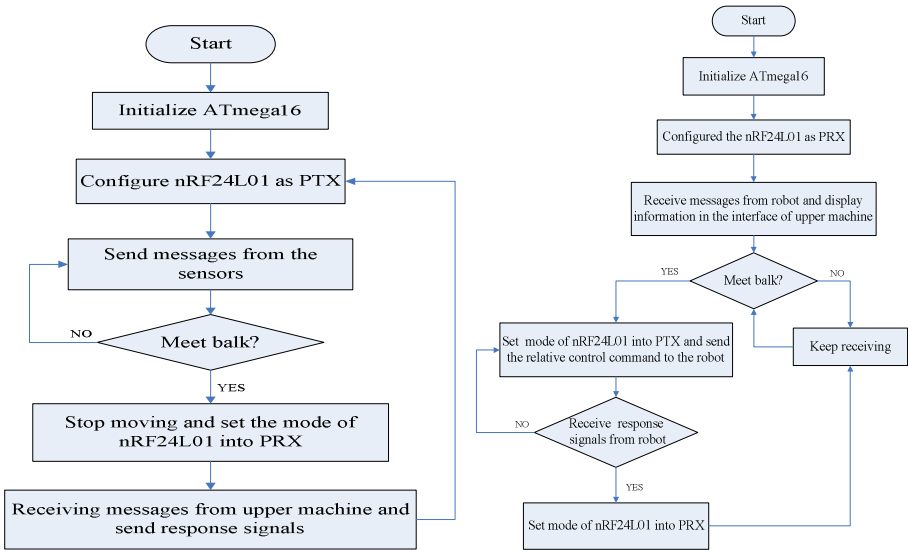 Start
Initialize ATmega16
Configure nRF24L01 as PTX
Send messages from the
sensors
NO
Meet balk?
YES
Stop moving and set the mode of
nRF24L01 into PRX
Receiving messages from upper machine and
send response signals
Start
Initialize ATmega16
Configured the nRF24L01 as PRX
Receive messages from robot and display
information in the interface of upper machine
YES
Meet balk?
NO
Set mode of nRF24L01 into PTX and send
the relative control command to the robot
Keep receiving
Receive response
signals from robot
NO
YES
Set mode of nRF24L01 into PRX